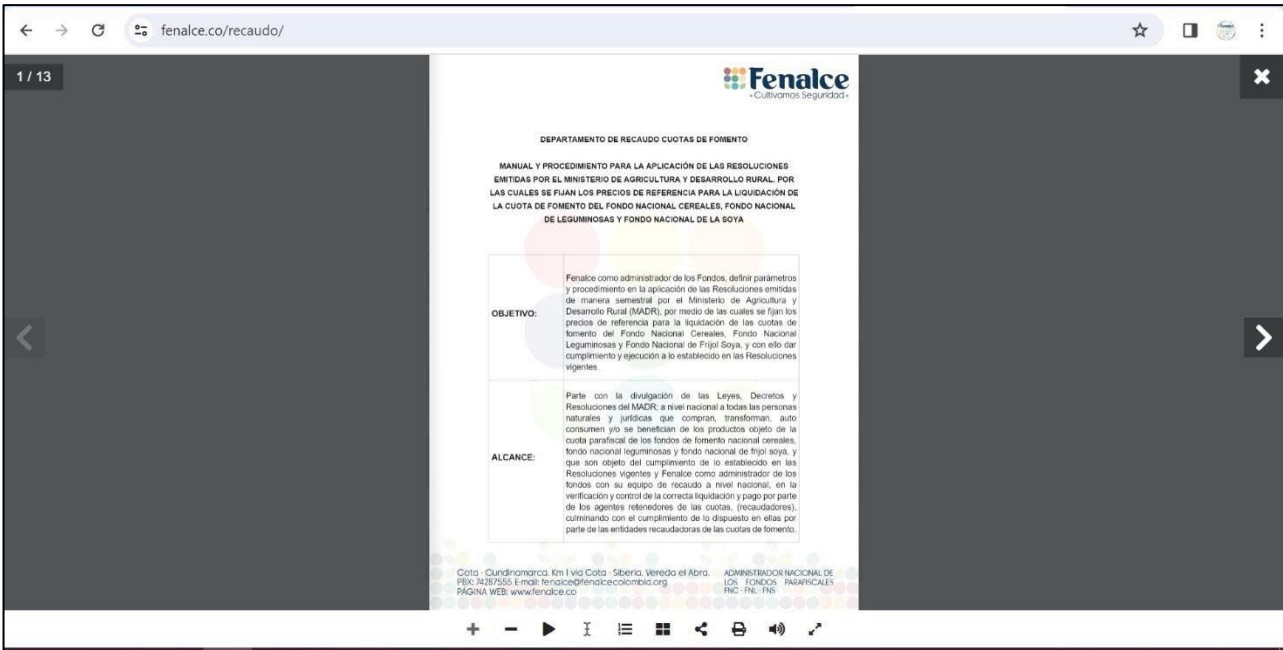 fenalce.co/recaudo/
1 / 13
Fenalce
• Cultivamos Seguridad •
DEPARTAMENTO DE RECAUDO CUOTAS DE FOMENTO
MANUAL Y PROCEDIMIENTO PARA LA APLICACIÓN DE LAS RESOLUCIONES
EMITIDAS POR EL MINISTERIO DE AGRICULTURA Y DESARROLLO RURAL. POR
LAS CUALES SE FIJAN LOS PRECIOS DE REFERENCIA PARA LA LIQUIDACIÓN DE
LA CUOTA DE FOMENTO DEL FONDO NACIONAL CEREALES, FONDO NACIONAL
DE LEGUMINOSAS Y FONDO NACIONAL DE LA SOYA
OBJETIVO:
Fenalce como administrador de los Fondos, definir parámetros
y procedimiento en la aplicación de las Resoluciones emitidas
de manera semestral por el Ministerio de Agricultura y
Desarrollo Rural (MADR), por medio de las cuales se fijan los
precios de referencia para la liquidación de las cuotas de
fomento del Fondo Nacional Cereales, Fondo Nacional
Leguminosas y Fondo Nacional de Frijol Soya, y con ello dar
cumplimiento y ejecución a lo establecido en las Resoluciones
vigentes.
ALCANCE:
Parte con la divulgación de las Leyes, Decretos y
Resoluciones del MADR; a nivel nacional a todas las personas
naturales y jurídicas que compran, transforman, auto
consumen y/o se benefician de los productos objeto de la
cuota parafiscal de los fondos de fomento nacional cereales,
fondo nacional leguminosas y fondo nacional de frijol soya, y
que son objeto del cumplimiento de lo establecido en las
Resoluciones vigentes y Fenalce como administrador de los
fondos con su equipo de recaudo a nivel nacional, en la
verificación y control de la correcta liquidación y pago por parte
de los agentes retenedores de las cuotas, (recaudadores),
culminando con el cumplimiento de lo dispuesto en ellas por
parte de las entidades recaudadoras de las cuotas de fomento.
Cota - Cundinamarca. Km 1 via Cota - Siberia. Vereda el Abra.
PBX: 74287555 E-mail: fenalce@fenalcecolombia.org
PÁGINA WEB: www.fenalce.co
ADMINISTRADOR NACIONAL DE
LOS FONDOS PARAFISCALES
FNC - FNL - FNS